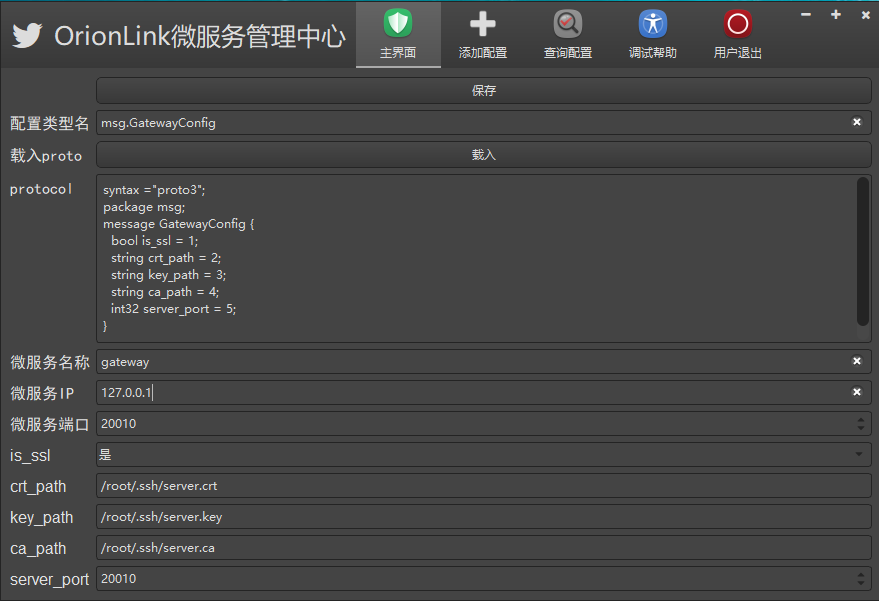 OrionLink微服务管理中心
主界面
添加配置
查询配置
调试帮助
用户退出
保存
配置类型名 msg.GatewayConfig
载入proto 载入
protocol
syntax ="proto3";
package msg;
message GatewayConfig {
bool is_ssl = 1;
string crt_path = 2;
string key_path = 3;
string ca_path = 4;
int32 server_port = 5;
}
微服务名称 gateway
微服务IP 127.0.0.1
微服务端口 20010
is_ssl 是
crt_path /root/.ssh/server.crt
key_path /root/.ssh/server.key
ca_path /root/.ssh/server.ca
server_port 20010